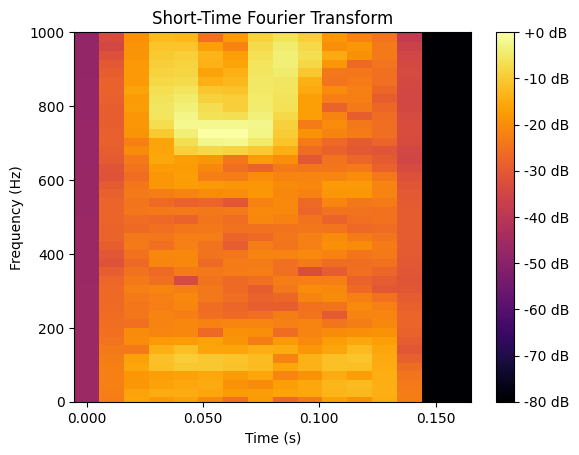 Short-Time Fourier Transform
1000
800
600
400
200
0
Frequency (Hz)
0.000
0.050
0.100
0.150
Time (s)
+0 dB
-10 dB
-20 dB
-30 dB
-40 dB
-50 dB
-60 dB
-70 dB
-80 dB